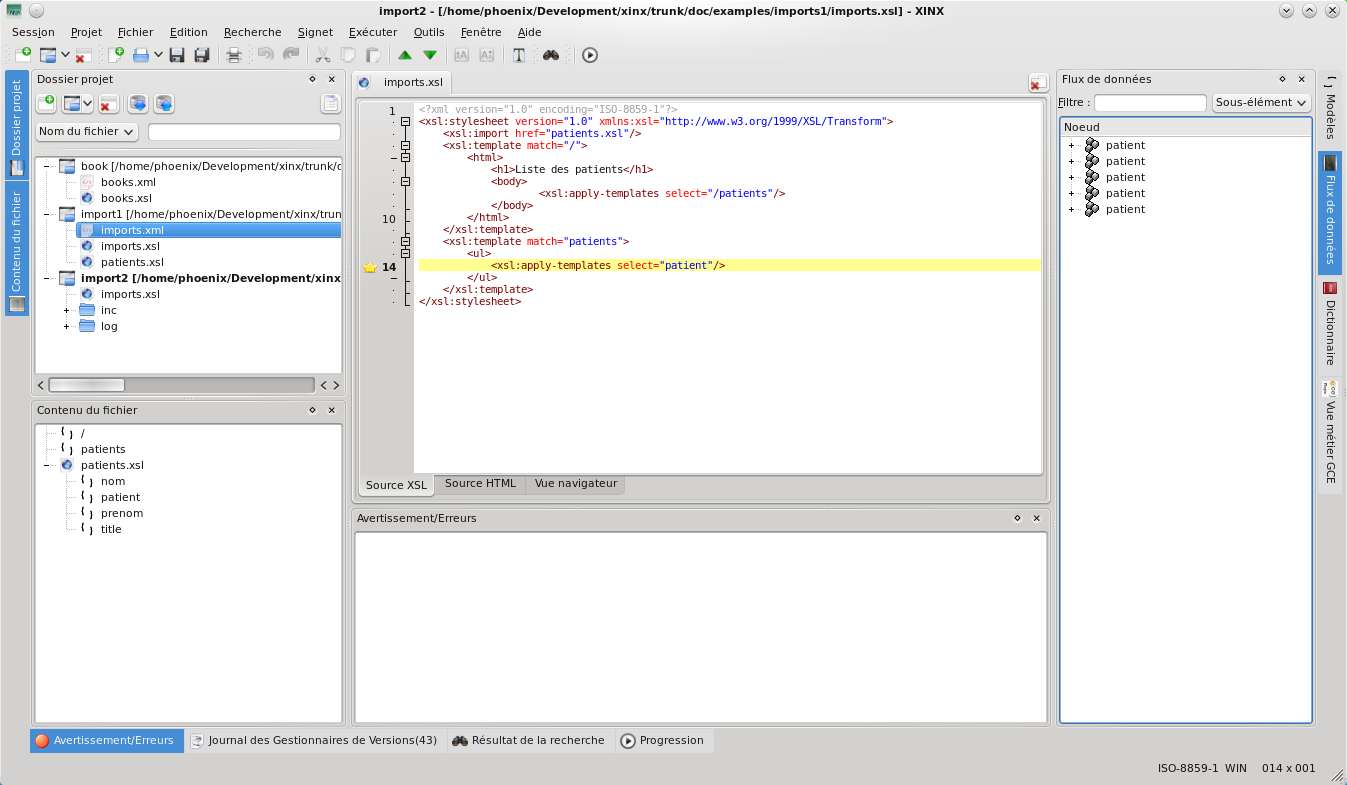 import2 - [/home/phoenix/Development/xinx/trunk/doc/examples/imports1/imports.xsl] - XINX
Session Projet Fichier Edition Recherche Signet Exécuter Outils Fenêtre Aide
Dossier projet
Contenu du fichier
Dossier projet
Nom du fichier
book [/home/phoenix/Development/xinx/trunk/
books.xml
books.xsl
import1 [/home/phoenix/Development/xinx/trun
imports.xml
imports.xsl
patients.xsl
import2 [/home/phoenix/Development/xinx
imports.xsl
inc
log
Contenu du fichier
/
patients
patients.xsl
nom
patient
prenom
title
imports.xsl
1
10
14
<?xml version="1.0" encoding="ISO-8859-1"?>
<xsl:stylesheet version="1.0" xmlns:xsl="http://www.w3.org/1999/XSL/Transform">
<xsl:import href="patients.xsl"/>
<xsl:template match="/">
<html>
<h1>Liste des patients</h1>
<body>
<xsl:apply-templates select="/patients"/>
</body>
</html>
</xsl:template>
<xsl:template match="patients">
<ul>
<xsl:apply-templates select="patient"/>
</ul>
</xsl:template>
</xsl:stylesheet>
Source XSL Source HTML Vue navigateur
Avertissement/Erreurs
Flux de données
Filtre : Sous-élément
Noeud
patient
patient
patient
patient
patient
Modèles
Flux de données
Dictionnaire
Vue métier GCE
Avertissement/Erreurs Journal des Gestionnaires de Versions(43) Résultat de la recherche Progression
ISO-8859-1 WIN 014 x 001